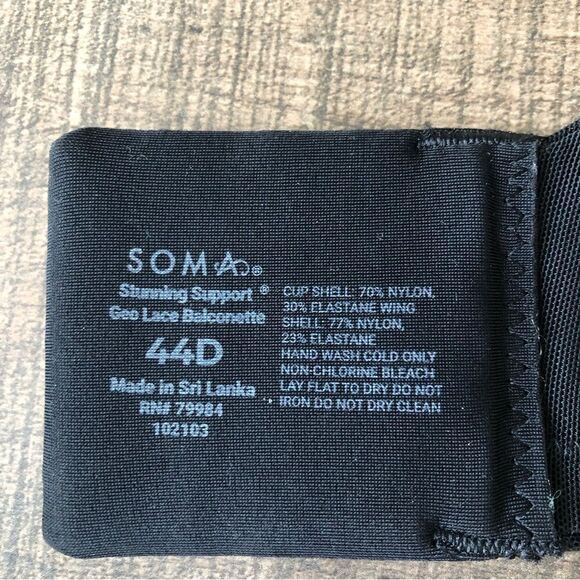 SOMA®
Stunning Support ®
Geo Lace Balconette
44D
Made in Sri Lanka
RN# 79984
102103
CUP SHELL: 70% NYLON,
30% ELASTANE WING
SHELL: 77% NYLON,
23% ELASTANE
HAND WASH COLD ONLY
NON-CHLORINE BLEACH
LAY FLAT TO DRY DO NOT
IRON DO NOT DRY CLEAN